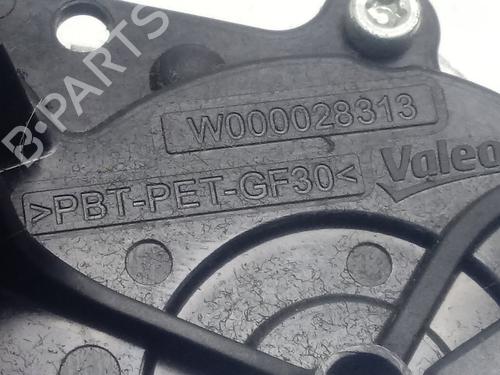 B-PARTS
W000028313
>PBT-PET-GF30<
Valeo